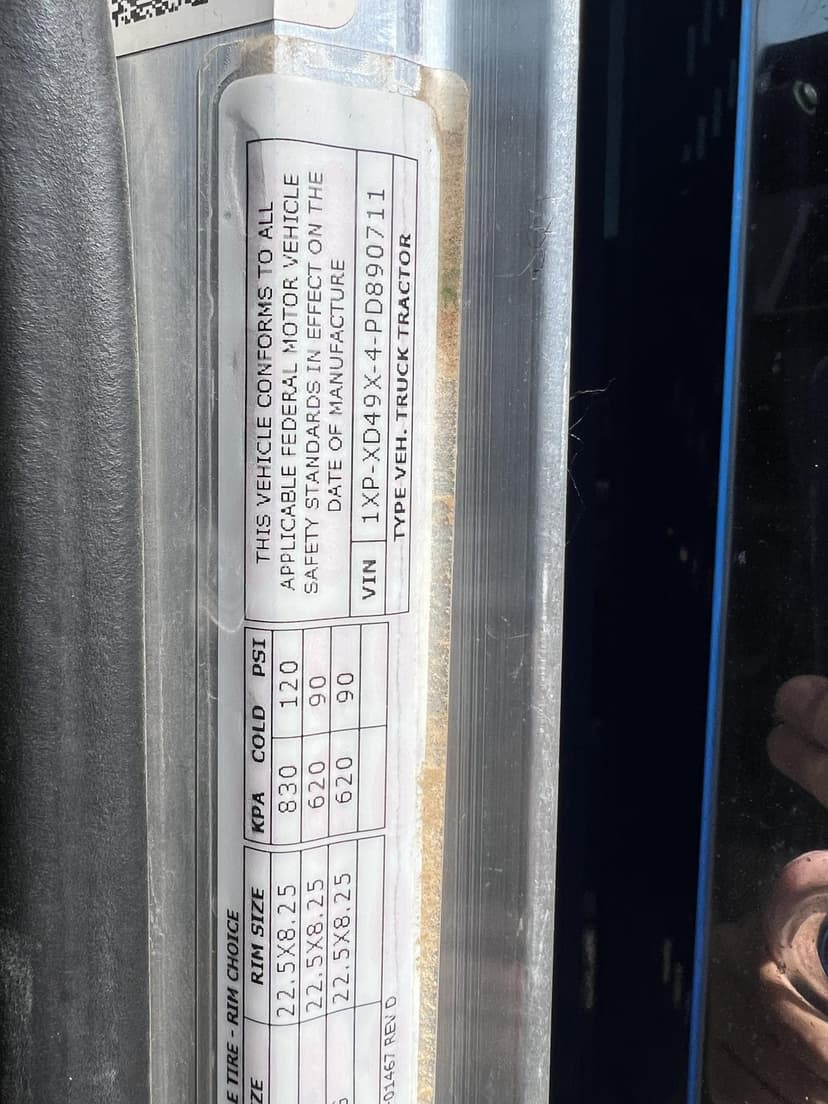 E TIRE - RIM CHOICE
ZE RIM SIZE KPA COLD PSI
22.5X8.25 830 120
22.5X8.25 620 90
22.5X8.25 620 90
01467 REV D
THIS VEHICLE CONFORMS TO ALL
APPLICABLE FEDERAL MOTOR VEHICLE
SAFETY STANDARDS IN EFFECT ON THE
DATE OF MANUFACTURE
VIN 1XP-XD49X-4-PD890711
TYPE VEH. TRUCK TRACTOR